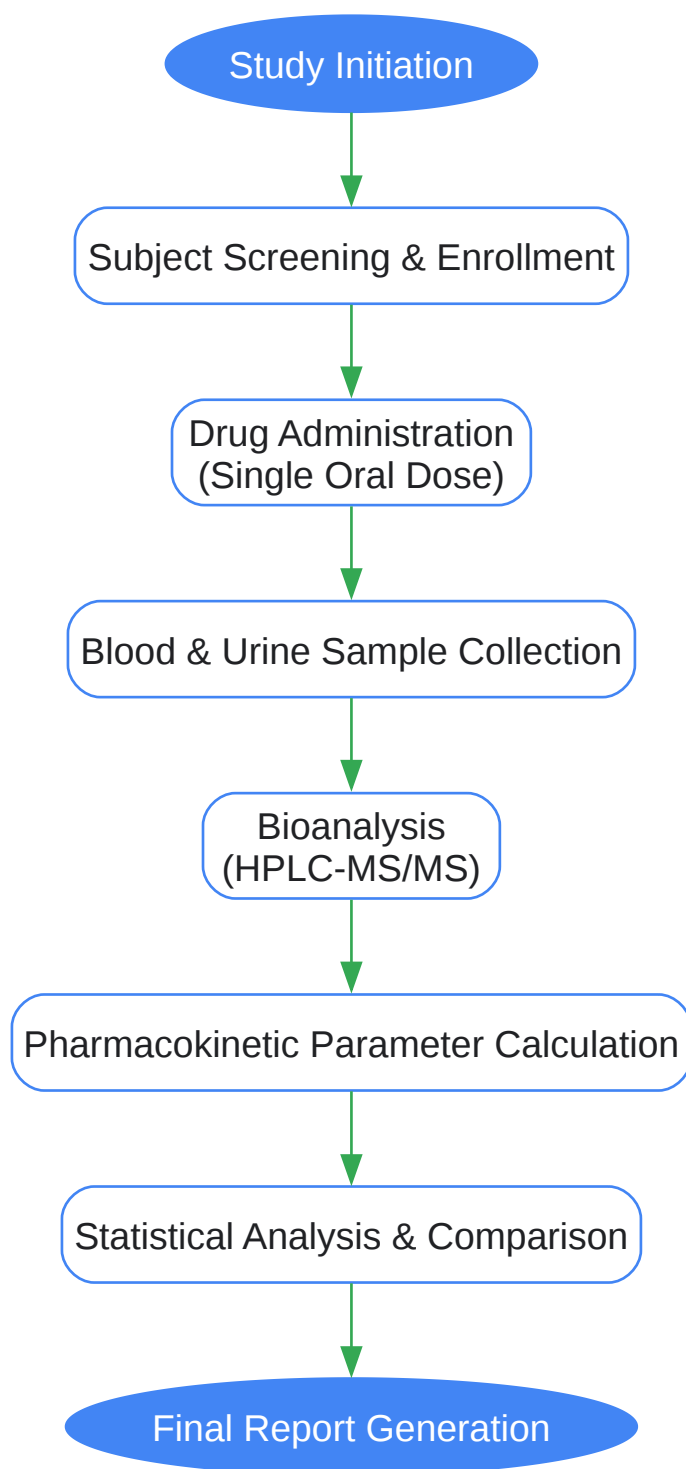 Study Initiation
Subject Screening & Enrollment
Drug Administration
(Single Oral Dose)
Blood & Urine Sample Collection
Bioanalysis
(HPLC-MS/MS)
Pharmacokinetic Parameter Calculation
Statistical Analysis & Comparison
Final Report Generation